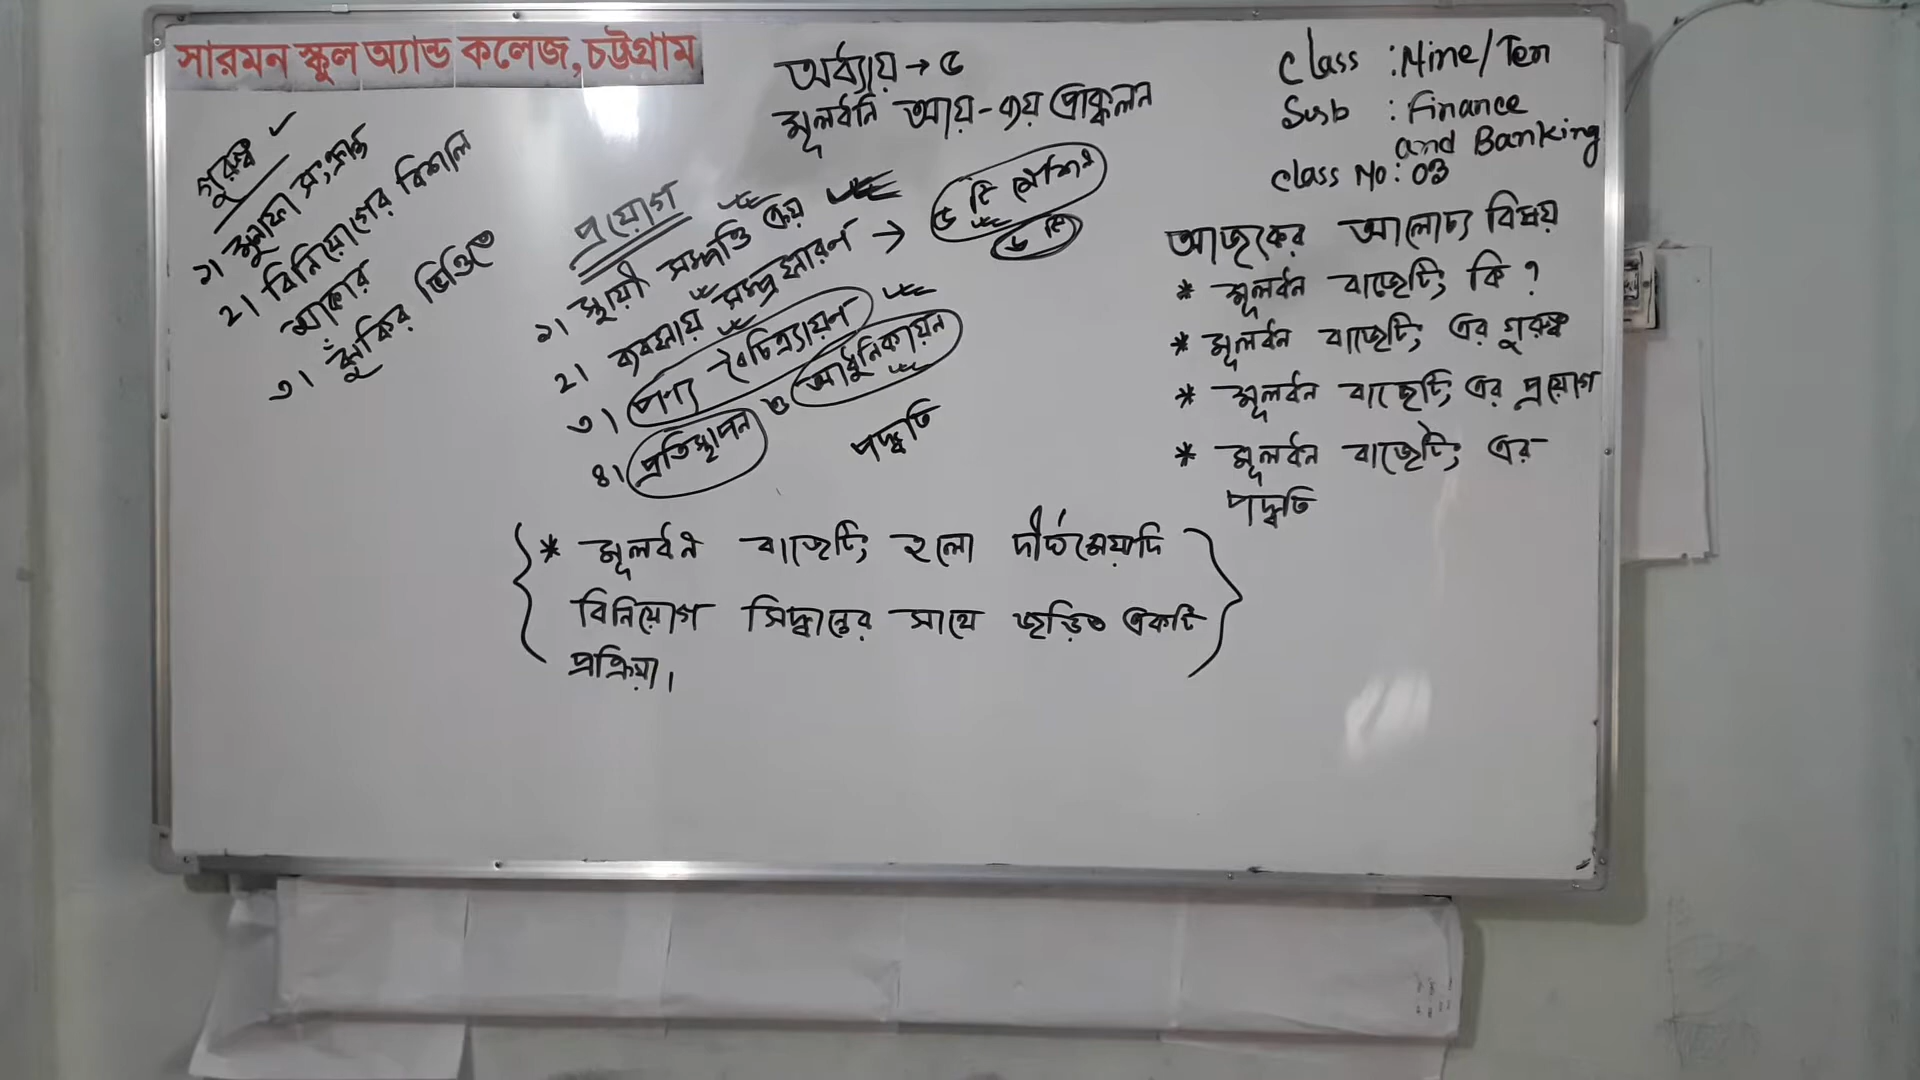 সারমন স্কুল অ্যান্ড কলেজ, চট্টগ্রাম
অধ্যায় → ৫
মূলধনি আয়-ব্যয় প্রাক্কলন
Class : Nine/Ten
Sub : Finance
and Banking
Class No: 03
গুরুত্ব ✓
১। মুনাফা সংক্রান্ত
২। বিনিয়োগের বিশাল
আকার
৩। ঝুঁকির ভিত্তিতে
প্রয়োগ
১। স্থায়ী সম্পত্তি ক্রয়
২। ব্যবসায় সম্প্রসারণ → ৫ টি মেশিন
৬ টি
৩। পণ্য বৈচিত্র্যায়ণ
৪। প্রতিস্থাপন ও আধুনিকায়ন
পদ্ধতি
আজকের আলোচ্য বিষয়
* মূলধন বাজেটিং কি ?
* মূলধন বাজেটিং এর গুরুত্ব
* মূলধন বাজেটিং এর প্রয়োগ
* মূলধন বাজেটিং এর
পদ্ধতি
* মূলধন বাজেটিং হলো দীর্ঘমেয়াদি
বিনিয়োগ সিদ্ধান্তের সাথে জড়িত একটি
প্রক্রিয়া।